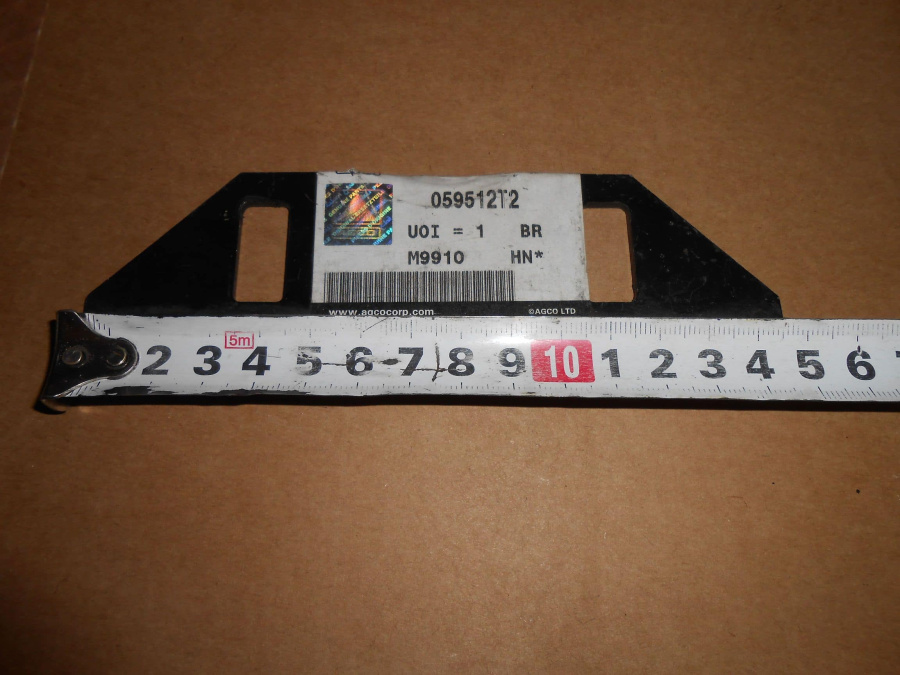 059512T2
UOI = 1 BR
M9910 HN*
www.agcocorp.com ©AGCO LTD
5m
2 3 4 5 6 7 8 9 10 1 2 3 4 5 6